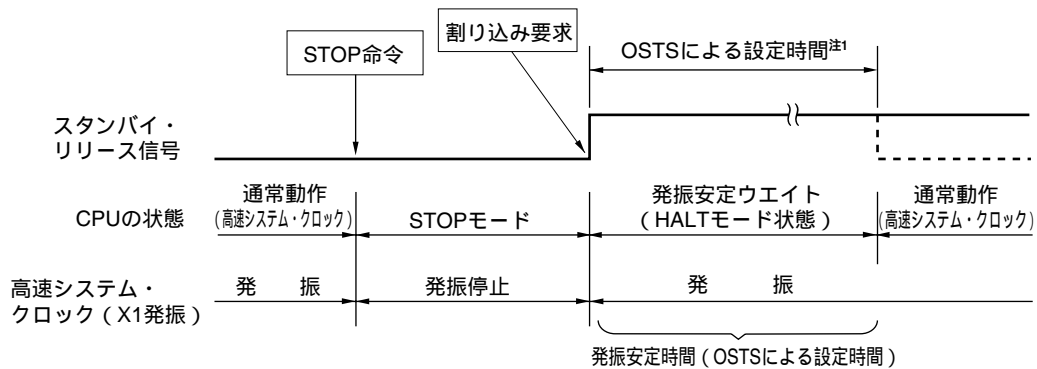 STOP命令
割り込み要求
OSTSによる設定時間注1
スタンバイ・
リリース信号
CPUの状態
通常動作
(高速システム・クロック)
STOPモード
発振安定ウエイト
(HALTモード状態)
通常動作
(高速システム・クロック)
高速システム・
クロック(X1発振)
発 振
発振停止
発 振
発振安定時間(OSTSによる設定時間)